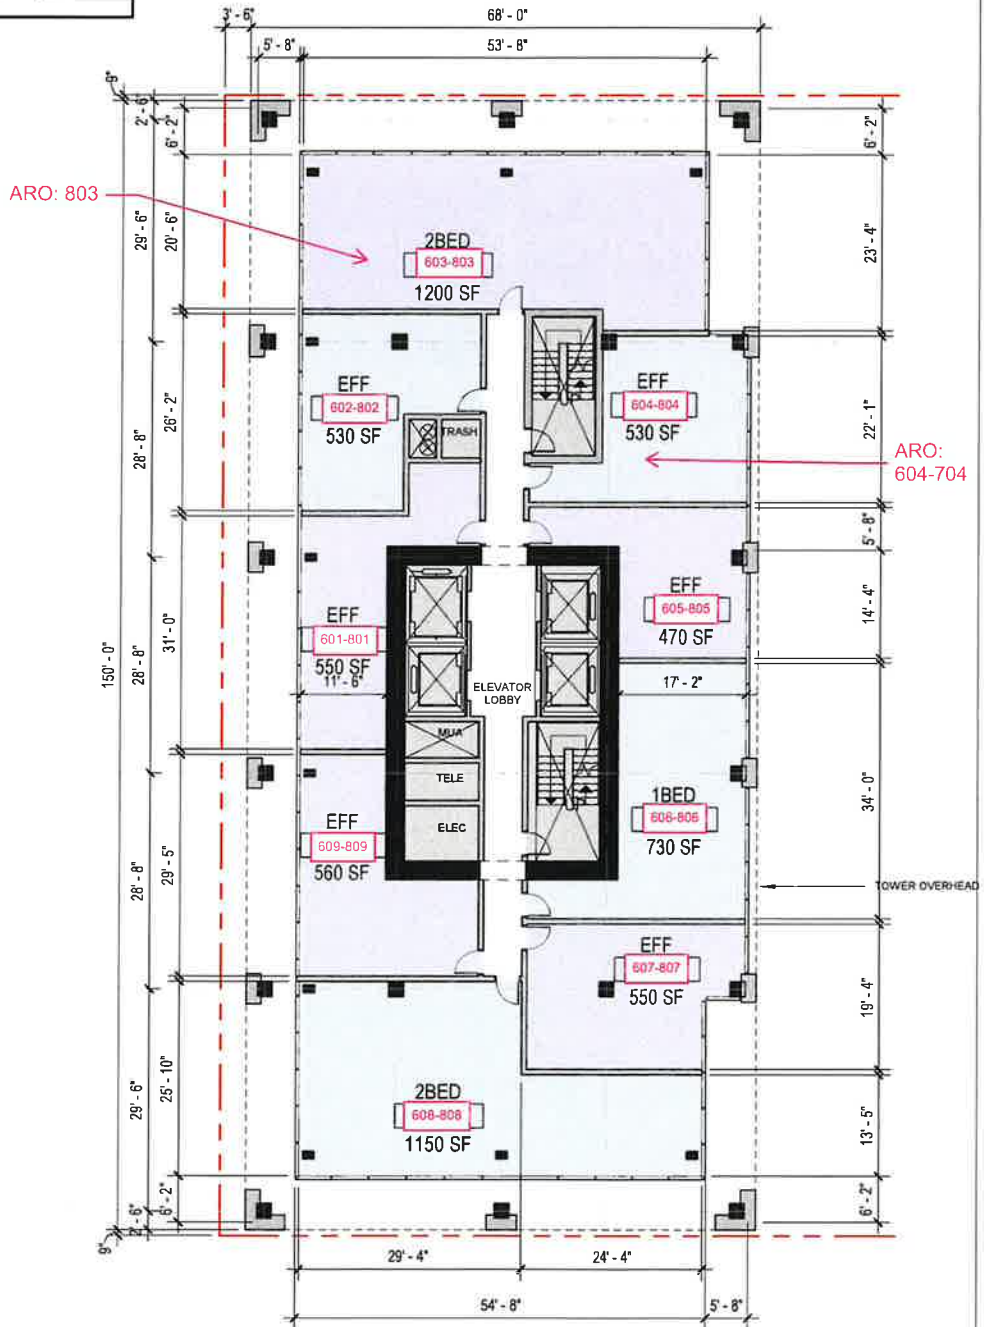 3' - 6"
68' - 0"
5' - 8"
53' - 8"
9"
2' - 6"
6' - 2"
6' - 2"
ARO: 803
29' - 6"
20' - 6"
23' - 4"
2BED
603-803
1200 SF
EFF
602-802
530 SF
TRASH
EFF
604-804
530 SF
26' - 2"
28' - 8"
22' - 1"
ARO:
604-704
5' - 8"
EFF
605-805
470 SF
14' - 4"
EFF
601-801
550 SF
11' - 6"
31' - 0"
28' - 8"
150' - 0"
ELEVATOR
LOBBY
17' - 2"
MUA
TELE
ELEC
1BED
606-806
730 SF
34' - 0"
EFF
609-809
560 SF
29' - 5"
28' - 8"
TOWER OVERHEAD
EFF
607-807
550 SF
19' - 4"
2BED
608-808
1150 SF
29' - 6"
25' - 10"
13' - 5"
6' - 2"
2' - 6"
9"
6' - 2"
29' - 4"
24' - 4"
54' - 8"
5' - 8"